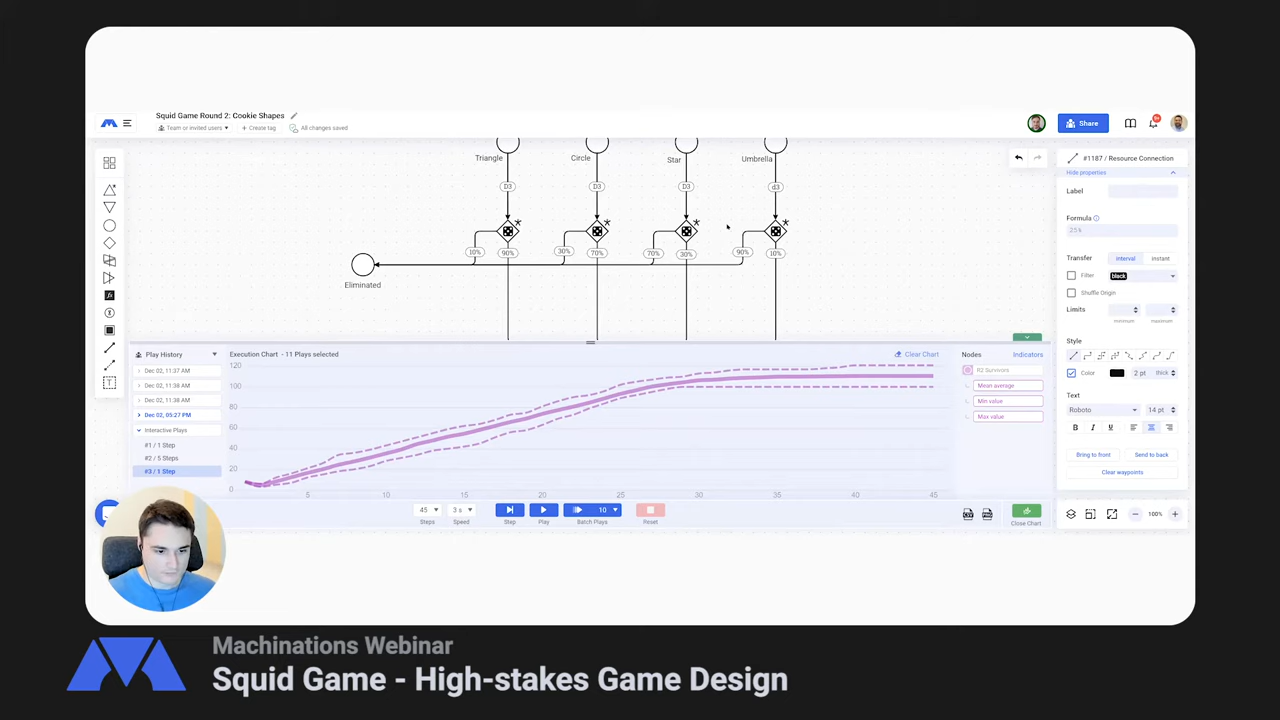 Squid Game Round 2: Cookie Shapes
Team or invited users
+ Create tag
All changes saved
Share
9+
Triangle
Circle
Star
Umbrella
D3
D3
D3
d3
10%
90%
30%
70%
70%
30%
90%
10%
Eliminated
#1187 / Resource Connection
Hide properties
Label
Formula
25 k
Transfer
interval
instant
Filter
black
Shuffle Origin
Limits
minimum
maximum
Style
Color
2 pt
thick
Text
Roboto
14 pt
B
I
U
Bring to front
Send to back
Clear waypoints
100%
Play History
Dec 02, 11:37 AM
Dec 02, 11:38 AM
Dec 02, 11:38 AM
Dec 02, 05:27 PM
Interactive Plays
#1 / 1 Step
#2 / 5 Steps
#3 / 1 Step
Execution Chart - 11 Plays selected
Clear Chart
120
100
80
60
40
20
0
5
10
15
20
25
30
35
40
45
Nodes
Indicators
R2 Survivors
Mean average
Min value
Max value
45
Steps
3 s
Speed
Step
Play
10
Batch Plays
Reset
CSV
PNG
Close Chart
Machinations Webinar
Squid Game - High-stakes Game Design